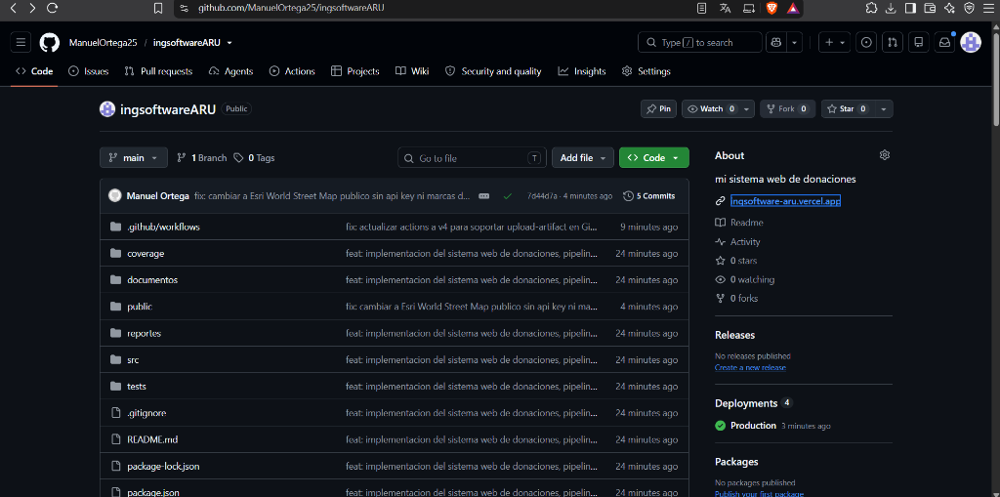 github.com/ManuelOrtega25/ingsoftwareARU
ManuelOrtega25 / ingsoftwareARU
Type / to search
Code Issues Pull requests Agents Actions Projects Wiki Security and quality Insights Settings
ingsoftwareARU Public
Pin Watch 0 Fork 0 Star 0
main 1 Branch 0 Tags Go to file T Add file Code
Manuel Ortega fix: cambiar a Esri World Street Map publico sin api key ni marcas d... 7d44d7a · 4 minutes ago 5 Commits
.github/workflows fix: actualizar actions a v4 para soportar upload-artifact en Gi... 9 minutes ago
coverage feat: implementacion del sistema web de donaciones, pipelin... 24 minutes ago
documentos feat: implementacion del sistema web de donaciones, pipelin... 24 minutes ago
public fix: cambiar a Esri World Street Map publico sin api key ni ma... 4 minutes ago
reportes feat: implementacion del sistema web de donaciones, pipelin... 24 minutes ago
src feat: implementacion del sistema web de donaciones, pipelin... 24 minutes ago
tests feat: implementacion del sistema web de donaciones, pipelin... 24 minutes ago
.gitignore feat: implementacion del sistema web de donaciones, pipelin... 24 minutes ago
README.md feat: implementacion del sistema web de donaciones, pipelin... 24 minutes ago
package-lock.json feat: implementacion del sistema web de donaciones, pipelin... 24 minutes ago
package.json feat: implementacion del sistema web de donaciones, pipelin... 24 minutes ago
About
mi sistema web de donaciones
ingsoftware-aru.vercel.app
Readme
Activity
0 stars
0 watching
0 forks
Releases
No releases published
Create a new release
Deployments 4
Production 3 minutes ago
Packages
No packages published
Publish your first package